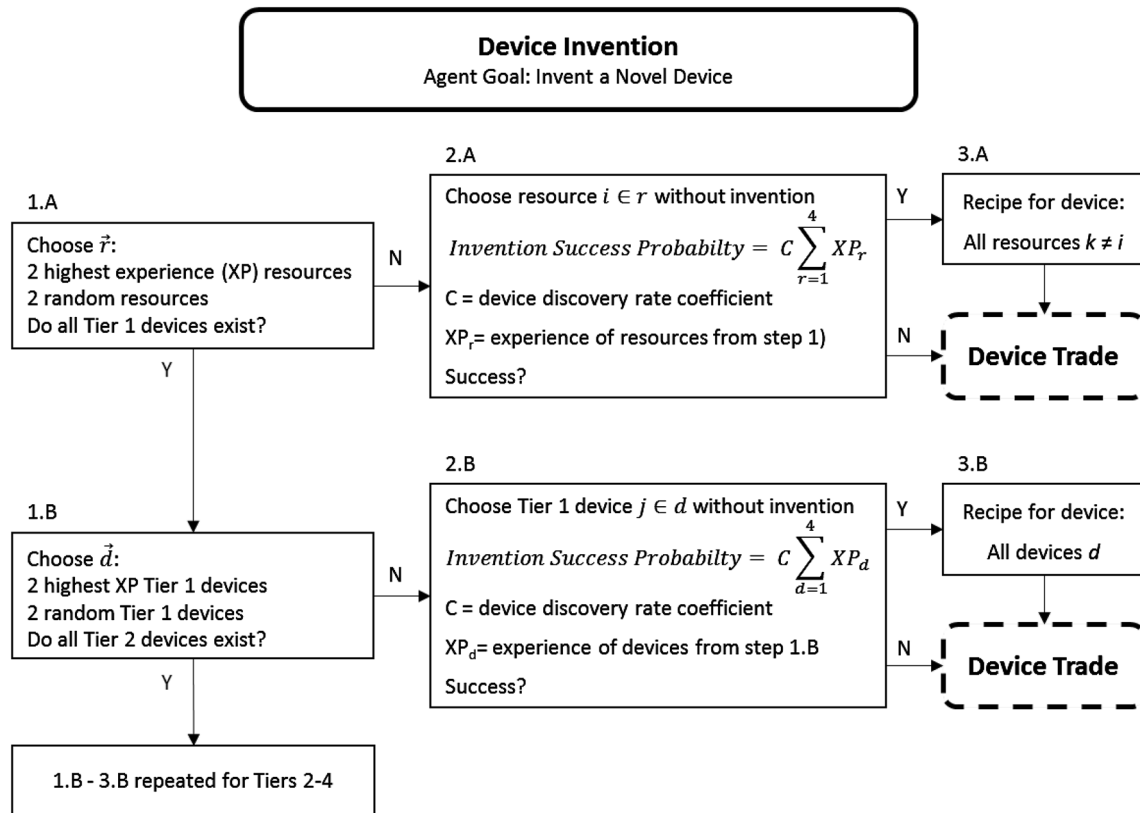 Device Invention
Agent Goal: Invent a Novel Device
1.A
Choose r⃗:
2 highest experience (XP) resources
2 random resources
Do all Tier 1 devices exist?
N
Y
2.A
Choose resource i ∈ r without invention
Invention Success Probabilty = C ∑_{r=1}^{4} XP_r
C = device discovery rate coefficient
XP_r= experience of resources from step 1)
Success?
Y
N
3.A
Recipe for device:
All resources k ≠ i
Device Trade
1.B
Choose d⃗:
2 highest XP Tier 1 devices
2 random Tier 1 devices
Do all Tier 2 devices exist?
N
Y
2.B
Choose Tier 1 device j ∈ d without invention
Invention Success Probabilty = C ∑_{d=1}^{4} XP_d
C = device discovery rate coefficient
XP_d= experience of devices from step 1.B
Success?
Y
N
3.B
Recipe for device:
All devices d
Device Trade
1.B - 3.B repeated for Tiers 2-4